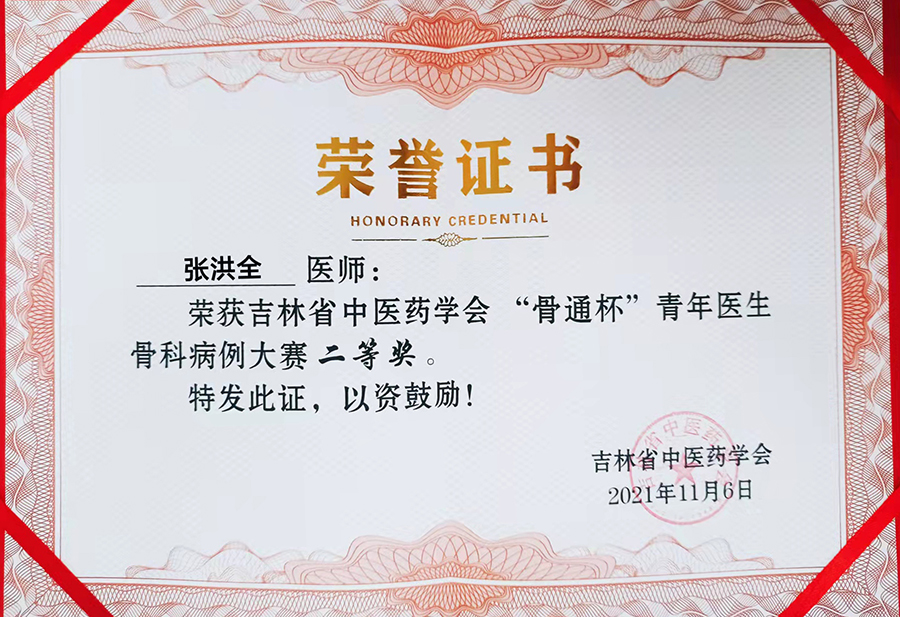 荣誉证书
HONORARY CREDENTIAL
张洪全 医师：
荣获吉林省中医药学会 “骨通杯” 青年医生
骨科病例大赛 二等奖。
特发此证，以资鼓励！
吉林省中医药学会
2021年11月6日